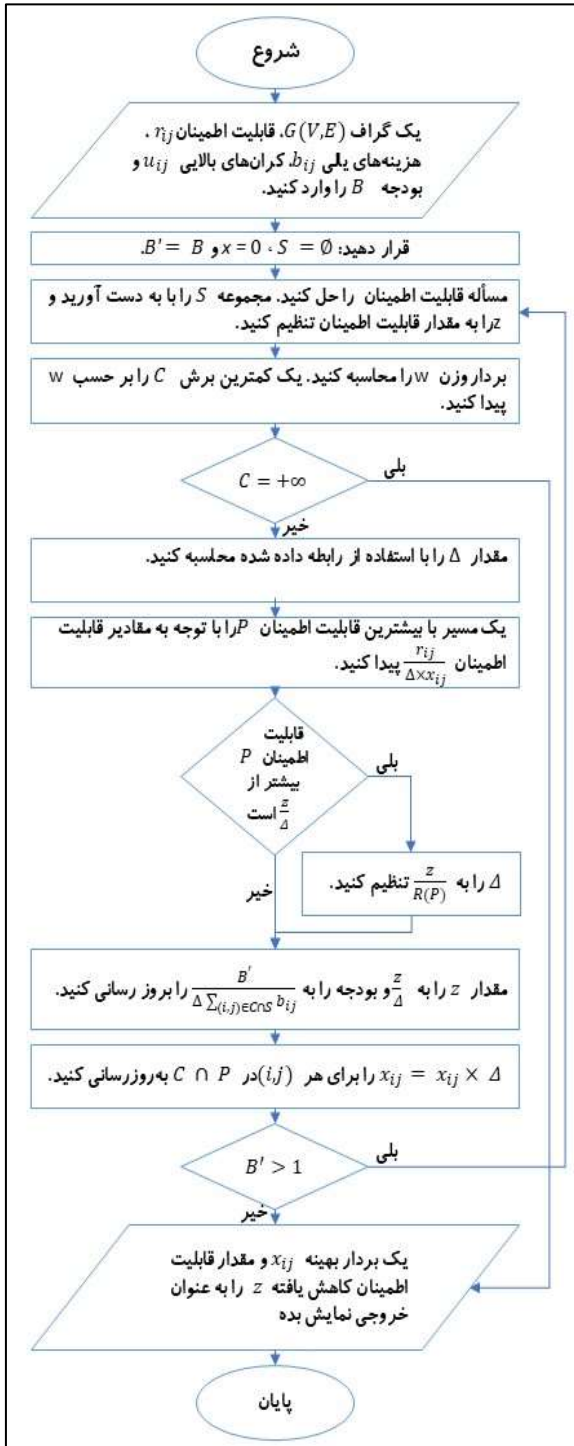 شروع
یک گراف G(V,E)، قابلیت اطمینان r_ij ،
هزینه‌های یالی b_ij، کران‌های بالایی u_ij و
بودجه B را وارد کنید.
قرار دهید: S = ∅ ، x = 0 و B' = B.
مسأله قابلیت اطمینان را حل کنید. مجموعه S را با به دست آورید و
z را به مقدار قابلیت اطمینان تنظیم کنید.
بردار وزن w را محاسبه کنید. یک کمترین برش C را بر حسب w
پیدا کنید.
C = +∞
بلی
خیر
مقدار Δ را با استفاده از رابطه داده شده محاسبه کنید.
یک مسیر با بیشترین قابلیت اطمینان P را با توجه به مقادیر قابلیت
اطمینان r_ij/(Δ×x_ij) پیدا کنید.
قابلیت
اطمینان P
بیشتر از
z/Δ است
بلی
خیر
Δ را به z/R(P) تنظیم کنید.
مقدار z را به z/Δ و بودجه را به B'/(Δ ∑_(i,j)∈C∩S b_ij) را بروز رسانی کنید.
x_ij = x_ij × Δ را برای هر (i,j) در C ∩ P به‌روزرسانی کنید.
B' > 1
بلی
خیر
یک بردار بهینه x_ij و مقدار قابلیت
اطمینان کاهش یافته z را به عنوان
خروجی نمایش بده
پایان